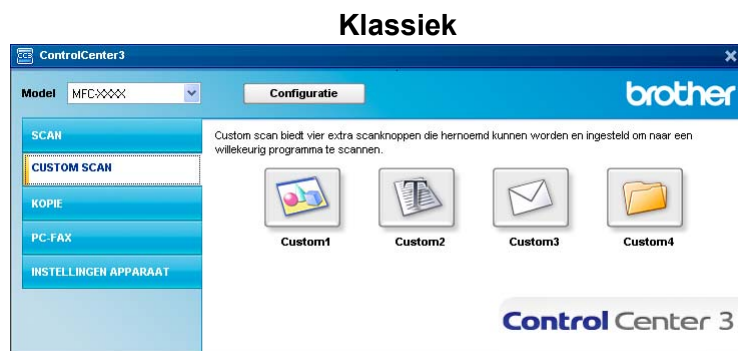 Klassiek
ControlCenter3
Model MFC-XXXX Configuratie brother
SCAN
CUSTOM SCAN
KOPIE
PC-FAX
INSTELLINGEN APPARAAT
Custom scan biedt vier extra scanknoppen die hernoemd kunnen worden en ingesteld om naar een
willekeurig programma te scannen.
Custom1 Custom2 Custom3 Custom4
Control Center 3